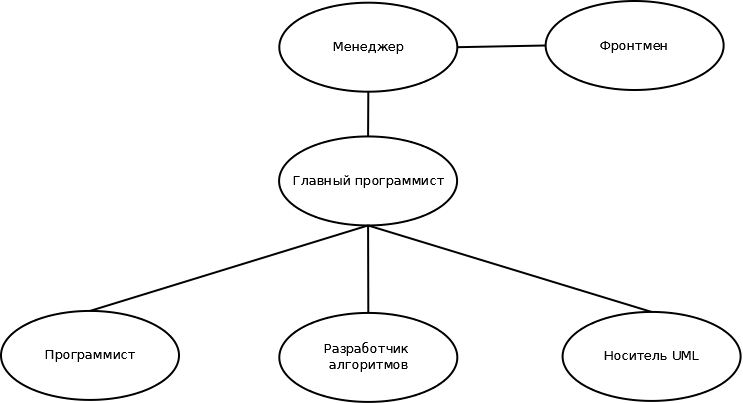 Менеджер
Фронтмен
Главный программист
Программист
Разработчик
алгоритмов
Носитель UML